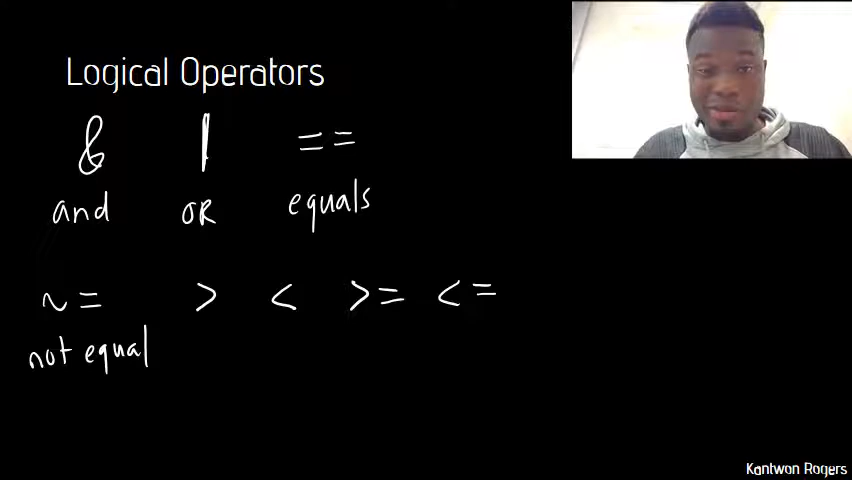 Logical Operators
& | ==
and OR equals
~= > < >= <=
not equal
Kantwon Rogers